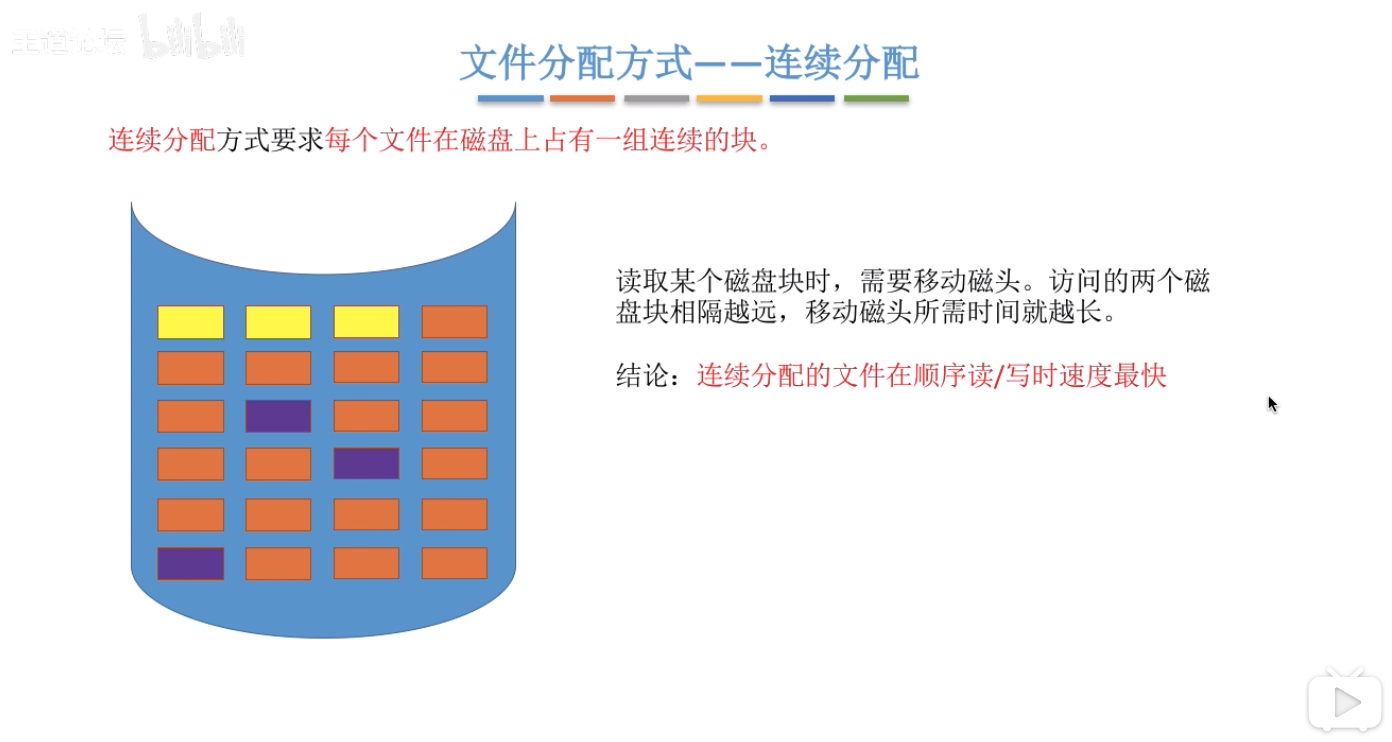 王道论坛 bilibili
文件分配方式——连续分配
连续分配方式要求每个文件在磁盘上占有一组连续的块。
读取某个磁盘块时，需要移动磁头。访问的两个磁
盘块相隔越远，移动磁头所需时间就越长。
结论：连续分配的文件在顺序读/写时速度最快